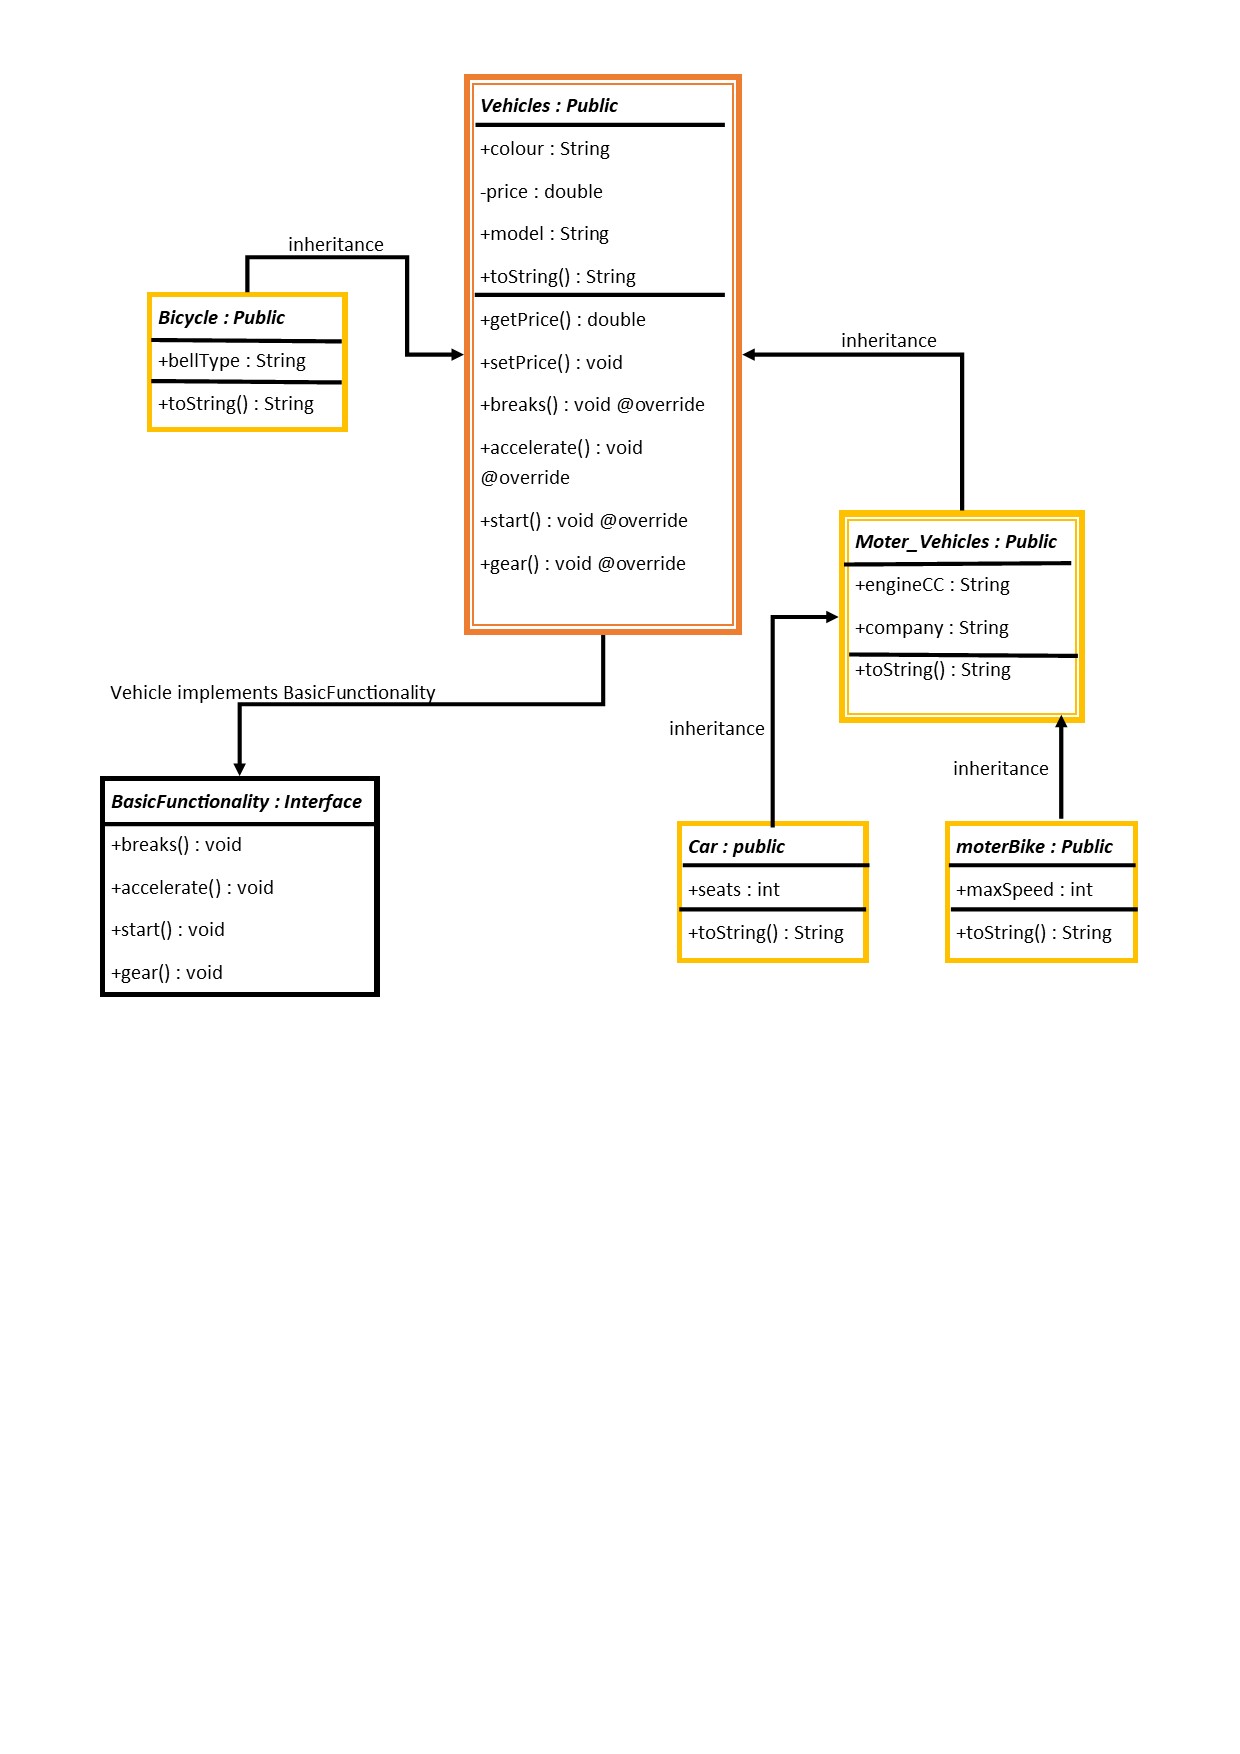 Vehicles : Public
+colour : String
-price : double
+model : String
+toString() : String
+getPrice() : double
+setPrice() : void
+breaks() : void @override
+accelerate() : void
@override
+start() : void @override
+gear() : void @override
inheritance
Bicycle : Public
+bellType : String
+toString() : String
inheritance
Moter_Vehicles : Public
+engineCC : String
+company : String
+toString() : String
Vehicle implements BasicFunctionality
BasicFunctionality : Interface
+breaks() : void
+accelerate() : void
+start() : void
+gear() : void
inheritance
Car : public
+seats : int
+toString() : String
inheritance
moterBike : Public
+maxSpeed : int
+toString() : String